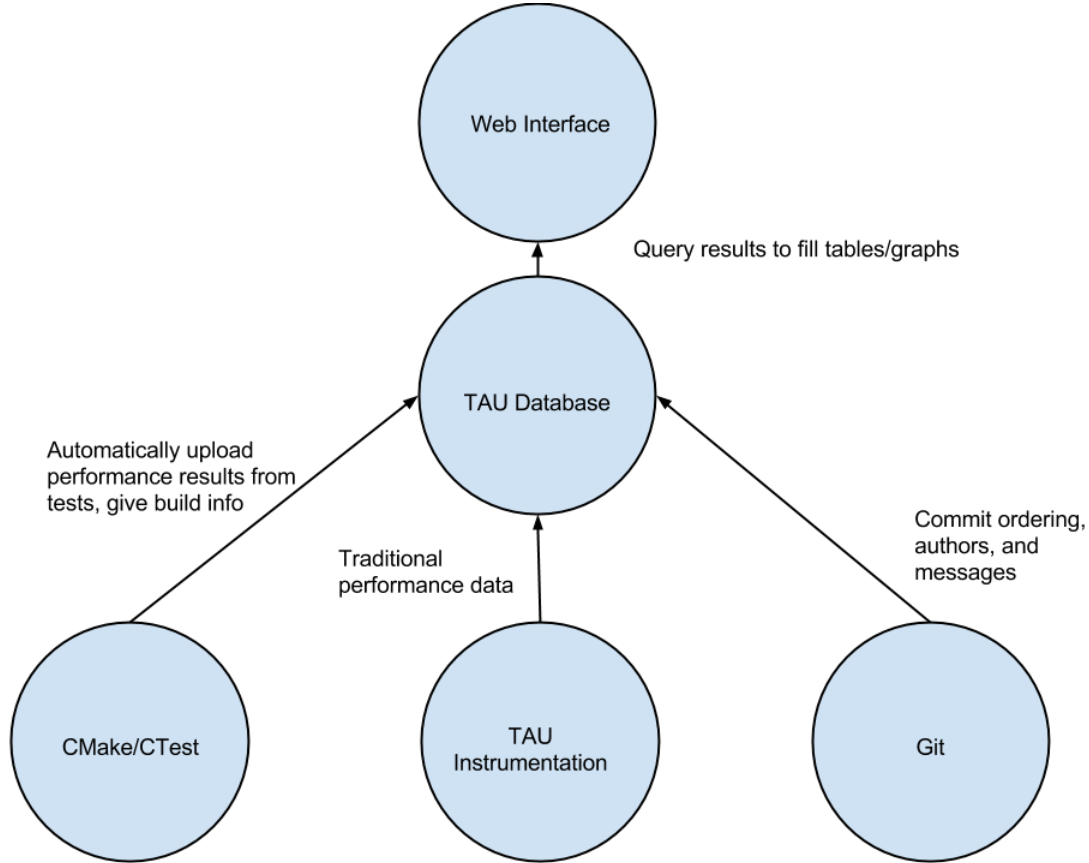 Web Interface
Query results to fill tables/graphs
TAU Database
Automatically upload
performance results from
tests, give build info
Traditional
performance data
Commit ordering,
authors, and
messages
CMake/CTest
TAU
Instrumentation
Git